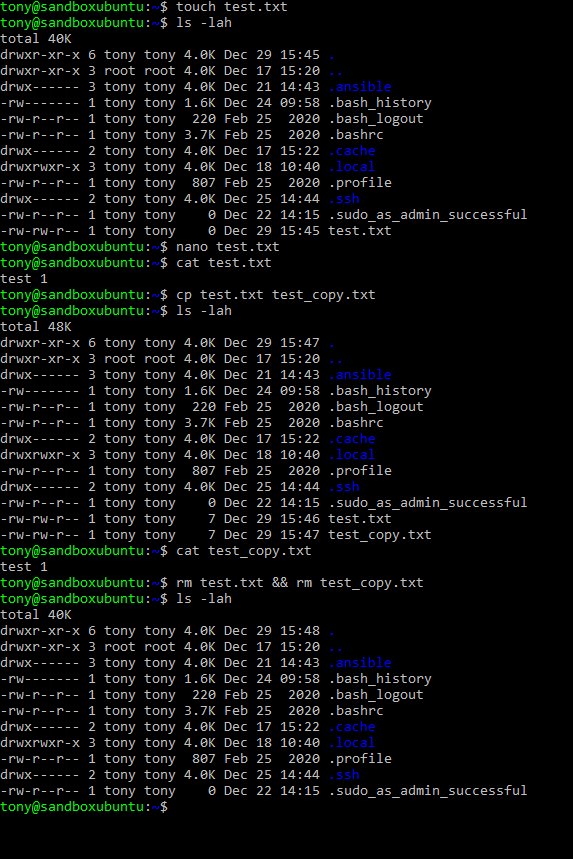 tony@sandboxubuntu:~$ touch test.txt
tony@sandboxubuntu:~$ ls -lah
total 40K
drwxr-xr-x 6 tony tony 4.0K Dec 29 15:45 .
drwxr-xr-x 3 root root 4.0K Dec 17 15:20 ..
drwx------ 3 tony tony 4.0K Dec 21 14:43 .ansible
-rw------- 1 tony tony 1.6K Dec 24 09:58 .bash_history
-rw-r--r-- 1 tony tony  220 Feb 25  2020 .bash_logout
-rw-r--r-- 1 tony tony 3.7K Feb 25  2020 .bashrc
drwx------ 2 tony tony 4.0K Dec 17 15:22 .cache
drwxrwxr-x 3 tony tony 4.0K Dec 18 10:40 .local
-rw-r--r-- 1 tony tony  807 Feb 25  2020 .profile
drwx------ 2 tony tony 4.0K Dec 25 14:44 .ssh
-rw-r--r-- 1 tony tony    0 Dec 22 14:15 .sudo_as_admin_successful
-rw-rw-r-- 1 tony tony    0 Dec 29 15:45 test.txt
tony@sandboxubuntu:~$ nano test.txt
tony@sandboxubuntu:~$ cat test.txt
test 1
tony@sandboxubuntu:~$ cp test.txt test_copy.txt
tony@sandboxubuntu:~$ ls -lah
total 48K
drwxr-xr-x 6 tony tony 4.0K Dec 29 15:47 .
drwxr-xr-x 3 root root 4.0K Dec 17 15:20 ..
drwx------ 3 tony tony 4.0K Dec 21 14:43 .ansible
-rw------- 1 tony tony 1.6K Dec 24 09:58 .bash_history
-rw-r--r-- 1 tony tony  220 Feb 25  2020 .bash_logout
-rw-r--r-- 1 tony tony 3.7K Feb 25  2020 .bashrc
drwx------ 2 tony tony 4.0K Dec 17 15:22 .cache
drwxrwxr-x 3 tony tony 4.0K Dec 18 10:40 .local
-rw-r--r-- 1 tony tony  807 Feb 25  2020 .profile
drwx------ 2 tony tony 4.0K Dec 25 14:44 .ssh
-rw-r--r-- 1 tony tony    0 Dec 22 14:15 .sudo_as_admin_successful
-rw-rw-r-- 1 tony tony    7 Dec 29 15:46 test.txt
-rw-rw-r-- 1 tony tony    7 Dec 29 15:47 test_copy.txt
tony@sandboxubuntu:~$ cat test_copy.txt
test 1
tony@sandboxubuntu:~$ rm test.txt && rm test_copy.txt
tony@sandboxubuntu:~$ ls -lah
total 40K
drwxr-xr-x 6 tony tony 4.0K Dec 29 15:48 .
drwxr-xr-x 3 root root 4.0K Dec 17 15:20 ..
drwx------ 3 tony tony 4.0K Dec 21 14:43 .ansible
-rw------- 1 tony tony 1.6K Dec 24 09:58 .bash_history
-rw-r--r-- 1 tony tony  220 Feb 25  2020 .bash_logout
-rw-r--r-- 1 tony tony 3.7K Feb 25  2020 .bashrc
drwx------ 2 tony tony 4.0K Dec 17 15:22 .cache
drwxrwxr-x 3 tony tony 4.0K Dec 18 10:40 .local
-rw-r--r-- 1 tony tony  807 Feb 25  2020 .profile
drwx------ 2 tony tony 4.0K Dec 25 14:44 .ssh
-rw-r--r-- 1 tony tony    0 Dec 22 14:15 .sudo_as_admin_successful
tony@sandboxubuntu:~$